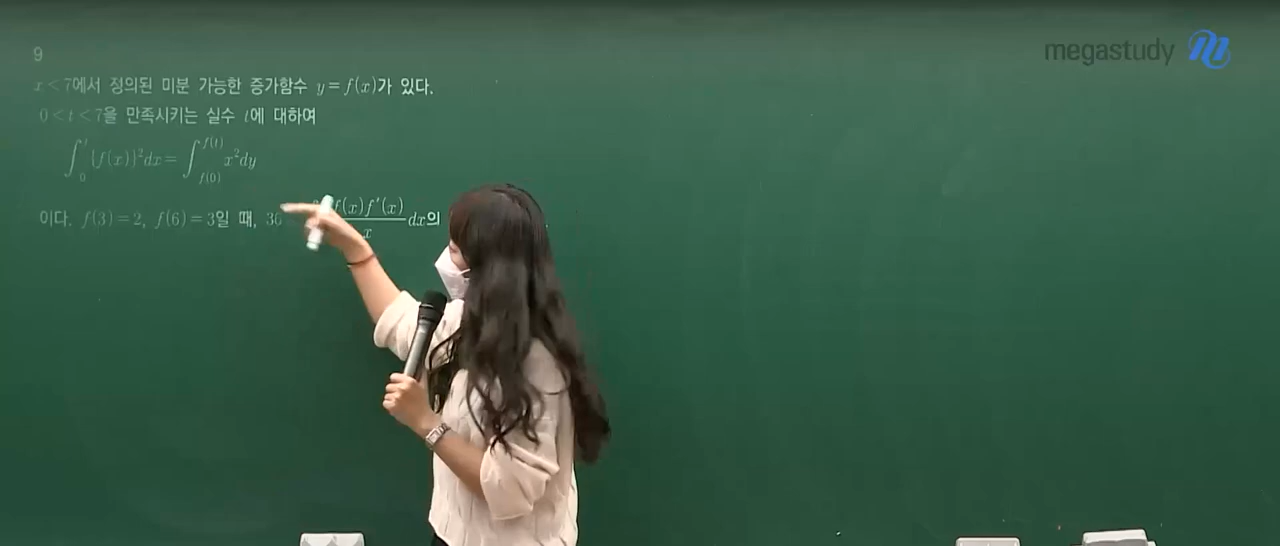 megastudy
9
x < 7에서 정의된 미분 가능한 증가함수 y = f(x)가 있다.
0 < t < 7을 만족시키는 실수 t에 대하여
∫₀ᵗ {f(x)}²dx = ∫_{f(0)}^{f(t)} x²dy
이다. f(3) = 2, f(6) = 3일 때, f(x)f′(x) / x dx의